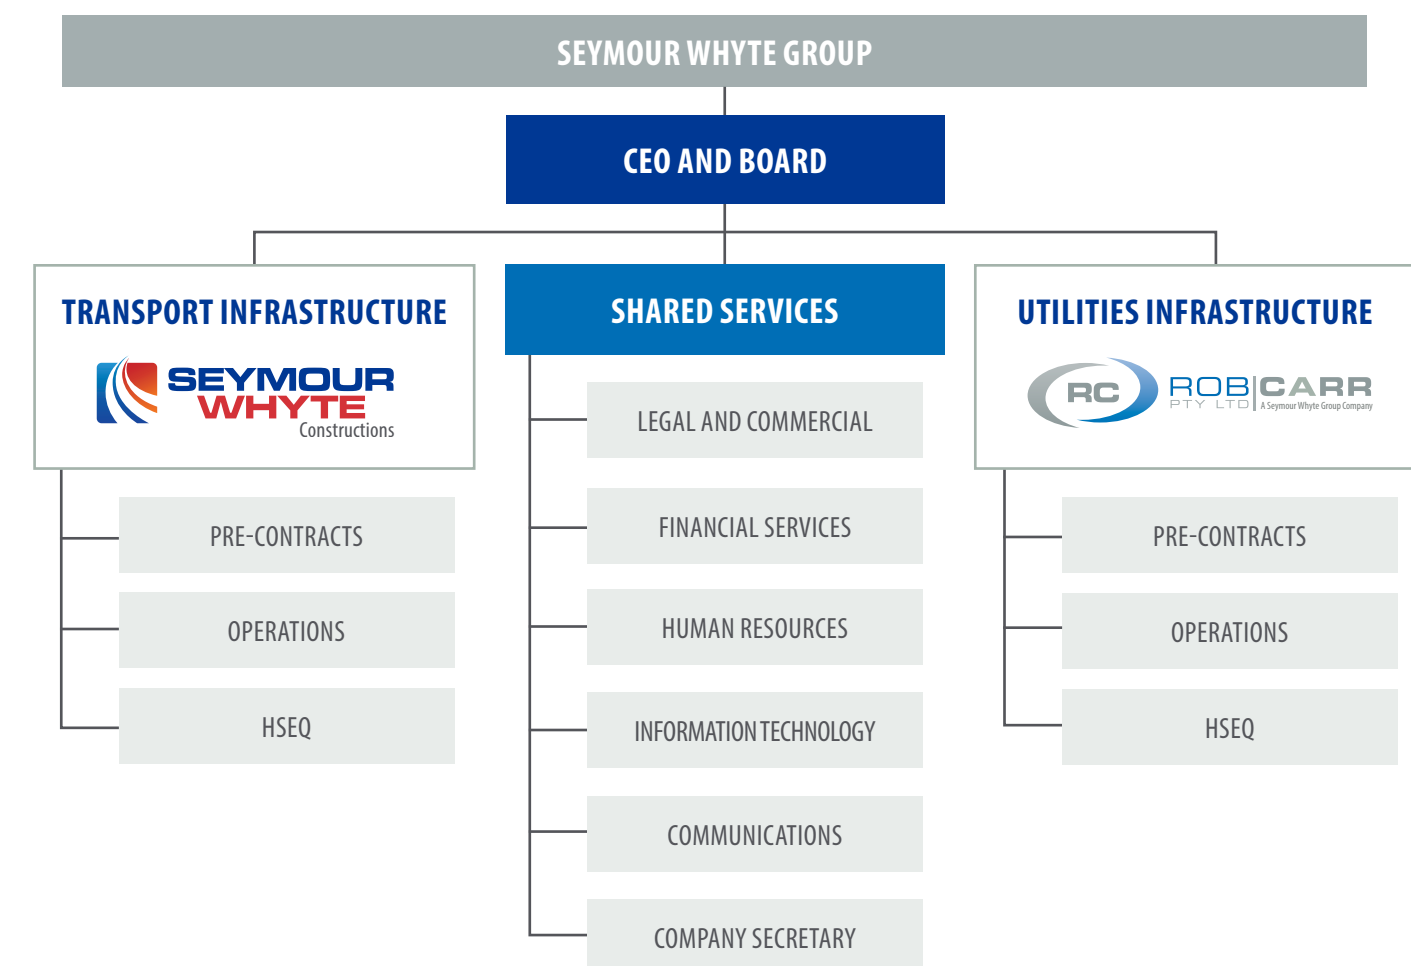 SEYMOUR WHYTE GROUP
CEO AND BOARD
TRANSPORT INFRASTRUCTURE
SEYMOUR
WHYTE
Constructions
PRE-CONTRACTS
OPERATIONS
HSEQ
SHARED SERVICES
LEGAL AND COMMERCIAL
FINANCIAL SERVICES
HUMAN RESOURCES
INFORMATION TECHNOLOGY
COMMUNICATIONS
COMPANY SECRETARY
UTILITIES INFRASTRUCTURE
RC
ROB|CARR
PTY LTD A Seymour Whyte Group Company
PRE-CONTRACTS
OPERATIONS
HSEQ